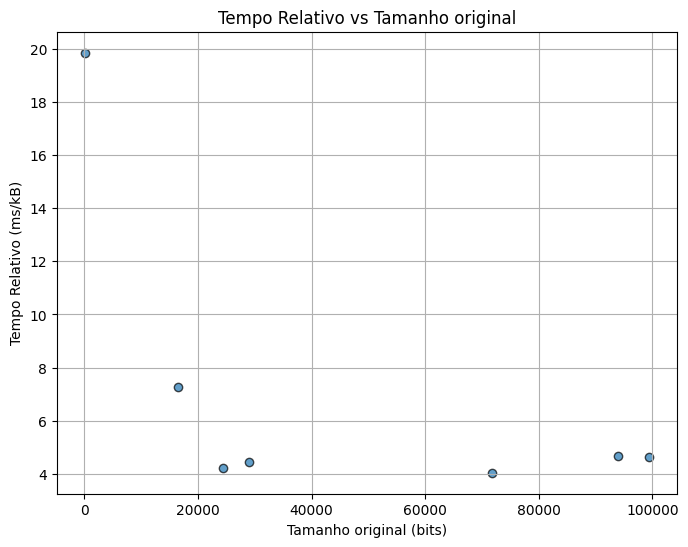 Tempo Relativo vs Tamanho original
20
18
16
14
12
10
8
6
4
Tempo Relativo (ms/kB)
0 20000 40000 60000 80000 100000
Tamanho original (bits)